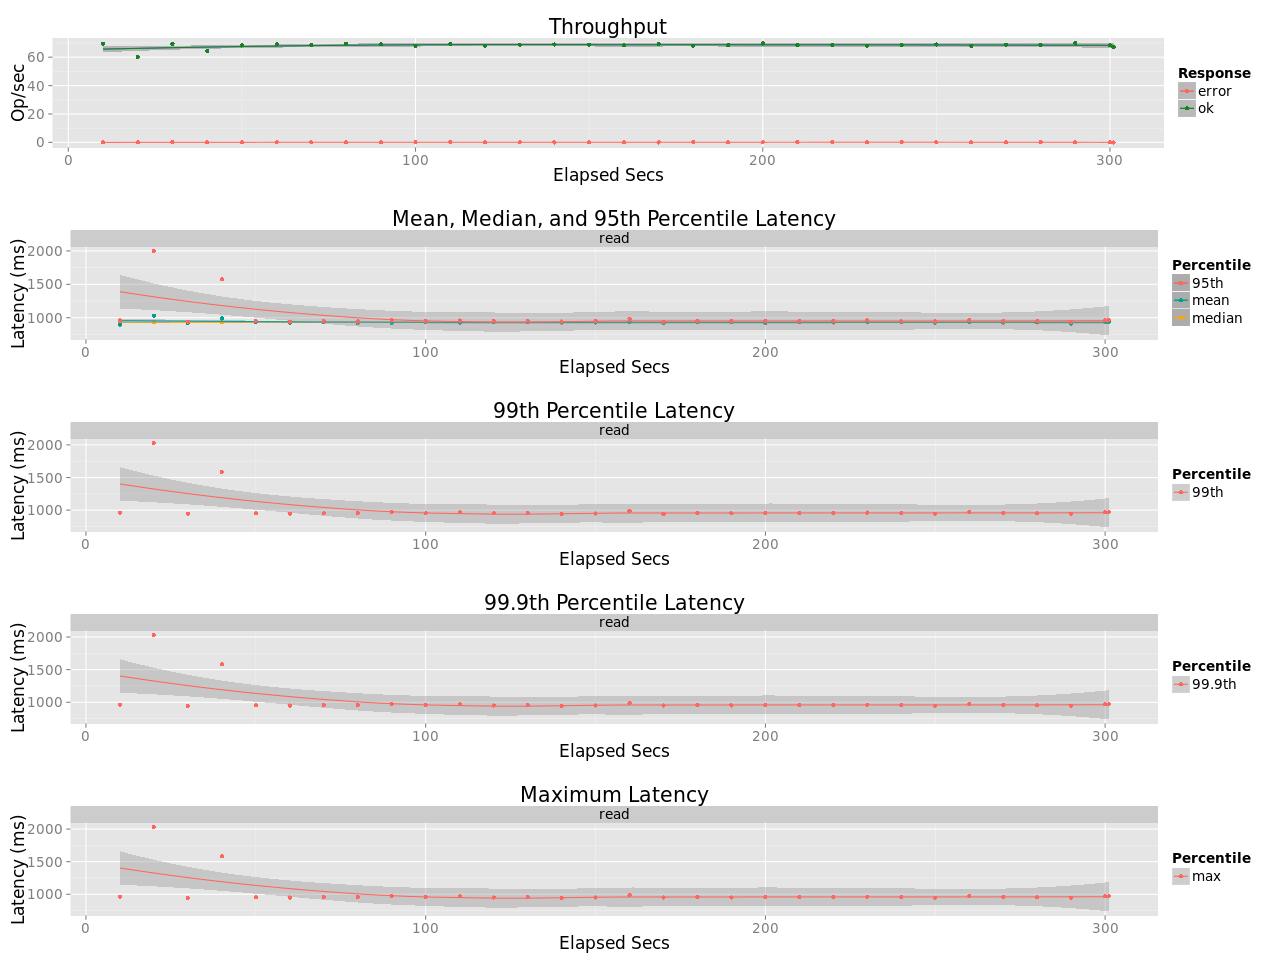 Throughput
Op/sec
60
40
20
0
0 100 200 300
Elapsed Secs
Response
error
ok
Mean, Median, and 95th Percentile Latency
read
Latency (ms)
2000
1500
1000
0 100 200 300
Elapsed Secs
Percentile
95th
mean
median
99th Percentile Latency
read
Latency (ms)
2000
1500
1000
0 100 200 300
Elapsed Secs
Percentile
99th
99.9th Percentile Latency
read
Latency (ms)
2000
1500
1000
0 100 200 300
Elapsed Secs
Percentile
99.9th
Maximum Latency
read
Latency (ms)
2000
1500
1000
0 100 200 300
Elapsed Secs
Percentile
max